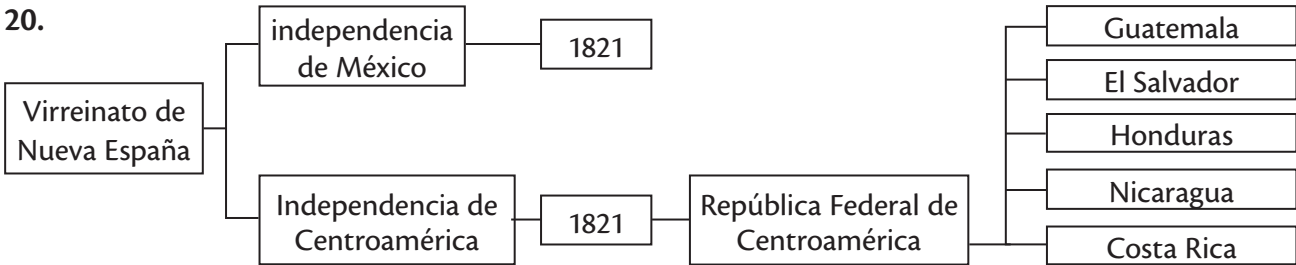 20.
Virreinato de
Nueva España
independencia
de México
1821
Independencia de
Centroamérica
1821
República Federal de
Centroamérica
Guatemala
El Salvador
Honduras
Nicaragua
Costa Rica